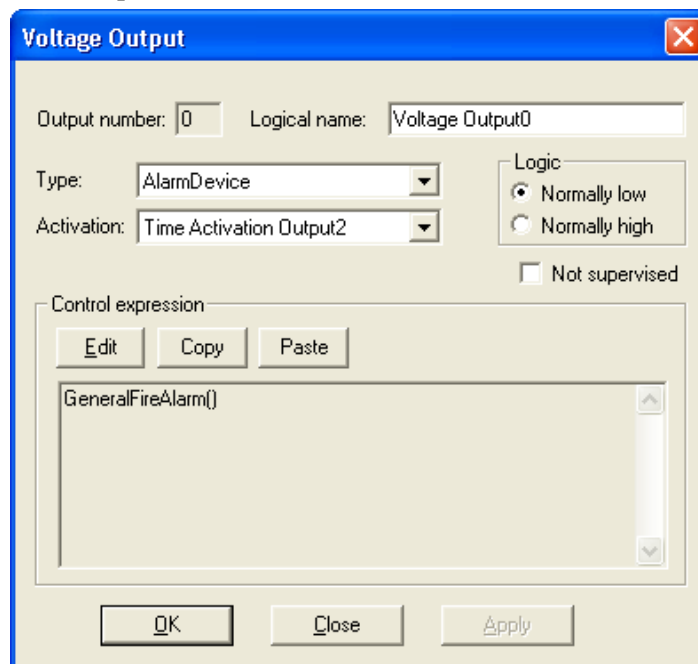 Voltage Output
Output number: 0 Logical name: Voltage Output0
Type: AlarmDevice
Logic
Normally low
Activation: Time Activation Output2
Normally high
Not supervised
Control expression
Edit Copy Paste
GeneralFireAlarm()
OK Close Apply